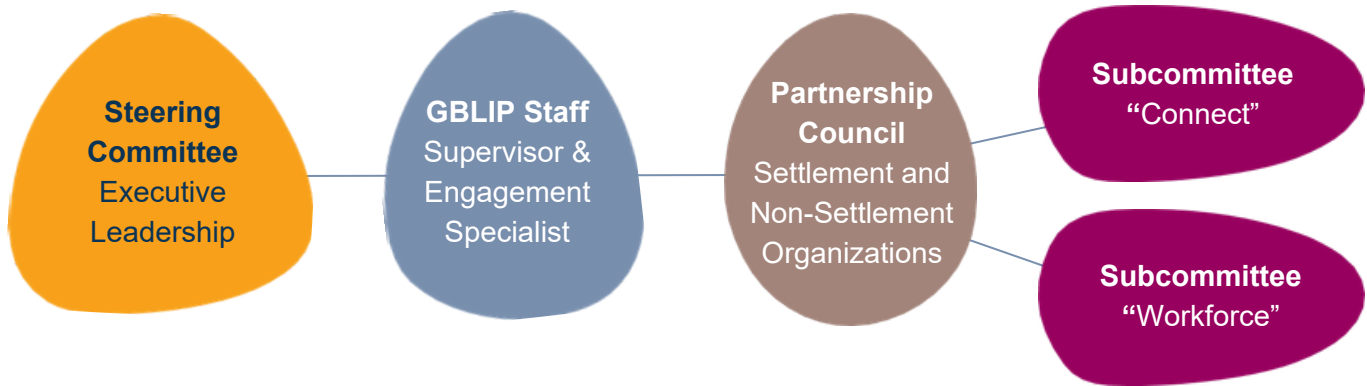 Steering
Committee
Executive
Leadership
GBLIP Staff
Supervisor &
Engagement
Specialist
Partnership
Council
Settlement and
Non-Settlement
Organizations
Subcommittee
“Connect”
Subcommittee
“Workforce”